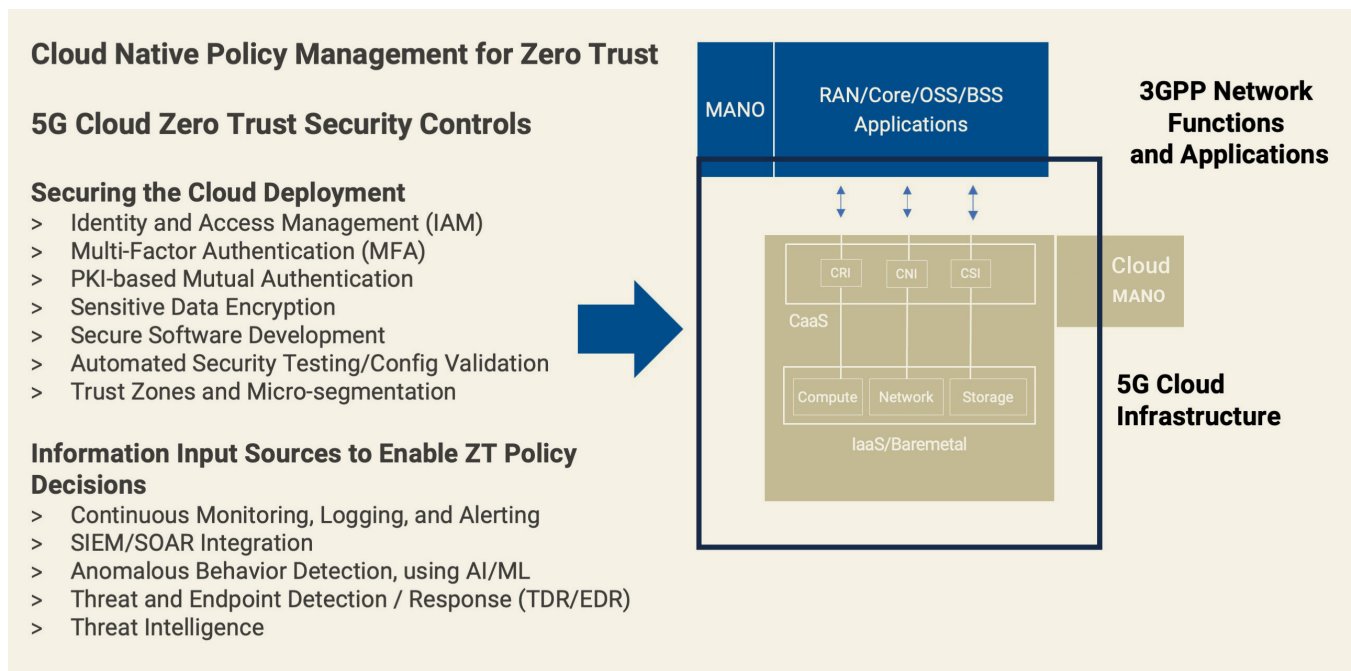 Cloud Native Policy Management for Zero Trust
5G Cloud Zero Trust Security Controls
Securing the Cloud Deployment
> Identity and Access Management (IAM)
> Multi-Factor Authentication (MFA)
> PKI-based Mutual Authentication
> Sensitive Data Encryption
> Secure Software Development
> Automated Security Testing/Config Validation
> Trust Zones and Micro-segmentation
Information Input Sources to Enable ZT Policy
Decisions
> Continuous Monitoring, Logging, and Alerting
> SIEM/SOAR Integration
> Anomalous Behavior Detection, using AI/ML
> Threat and Endpoint Detection / Response (TDR/EDR)
> Threat Intelligence
MANO
RAN/Core/OSS/BSS
Applications
3GPP Network
Functions
and Applications
CRI
CNI
CSI
CaaS
Cloud
MANO
Compute
Network
Storage
IaaS/Baremetal
5G Cloud
Infrastructure